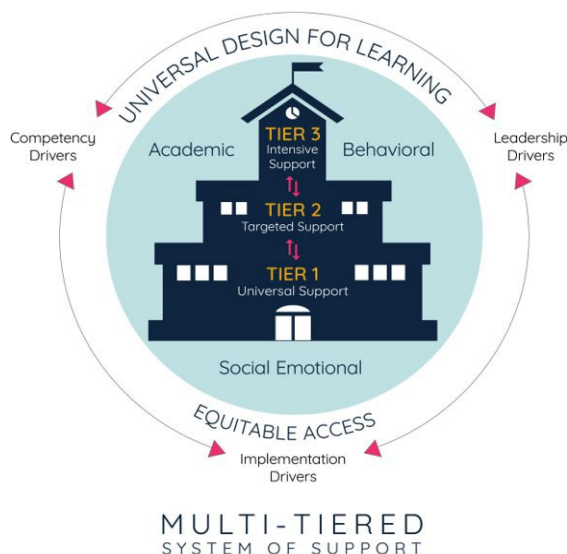 UNIVERSAL DESIGN FOR LEARNING
Competency
Drivers
Leadership
Drivers
Academic
Behavioral
TIER 3
Intensive
Support
TIER 2
Targeted Support
TIER 1
Universal Support
Social Emotional
EQUITABLE ACCESS
Implementation
Drivers
MULTI-TIERED
SYSTEM OF SUPPORT